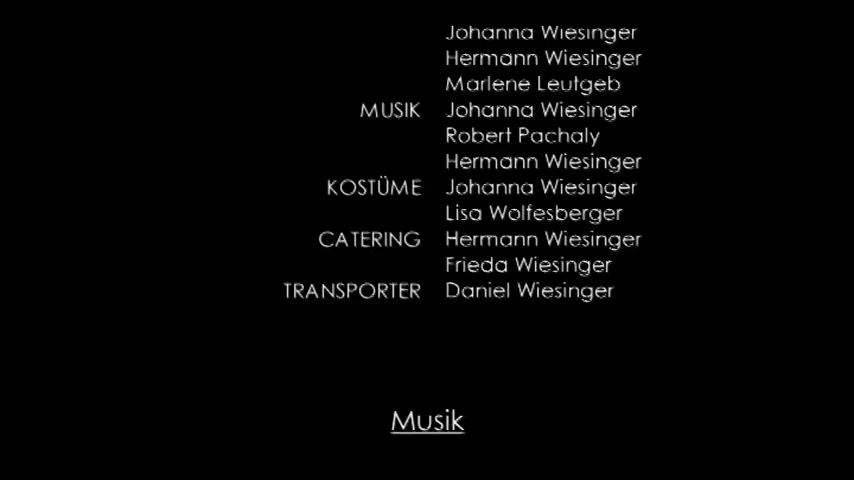 Johanna Wiesinger
Hermann Wiesinger
Marlene Leutgeb
MUSIK Johanna Wiesinger
Robert Pachaly
Hermann Wiesinger
KOSTÜME Johanna Wiesinger
Lisa Wolfesberger
CATERING Hermann Wiesinger
Frieda Wiesinger
TRANSPORTER Daniel Wiesinger
Musik